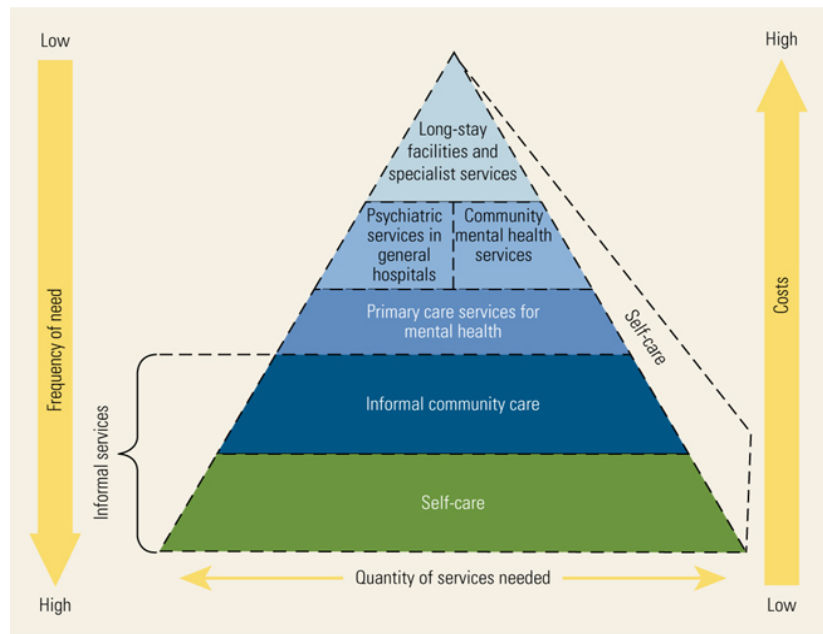 Low
High
Long-stay
facilities and
specialist services
Psychiatric
services in
general
hospitals
Community
mental health
services
Primary care services for
mental health
Self-care
Costs
Frequency of need
Informal services
Informal community care
Self-care
Quantity of services needed
High
Low